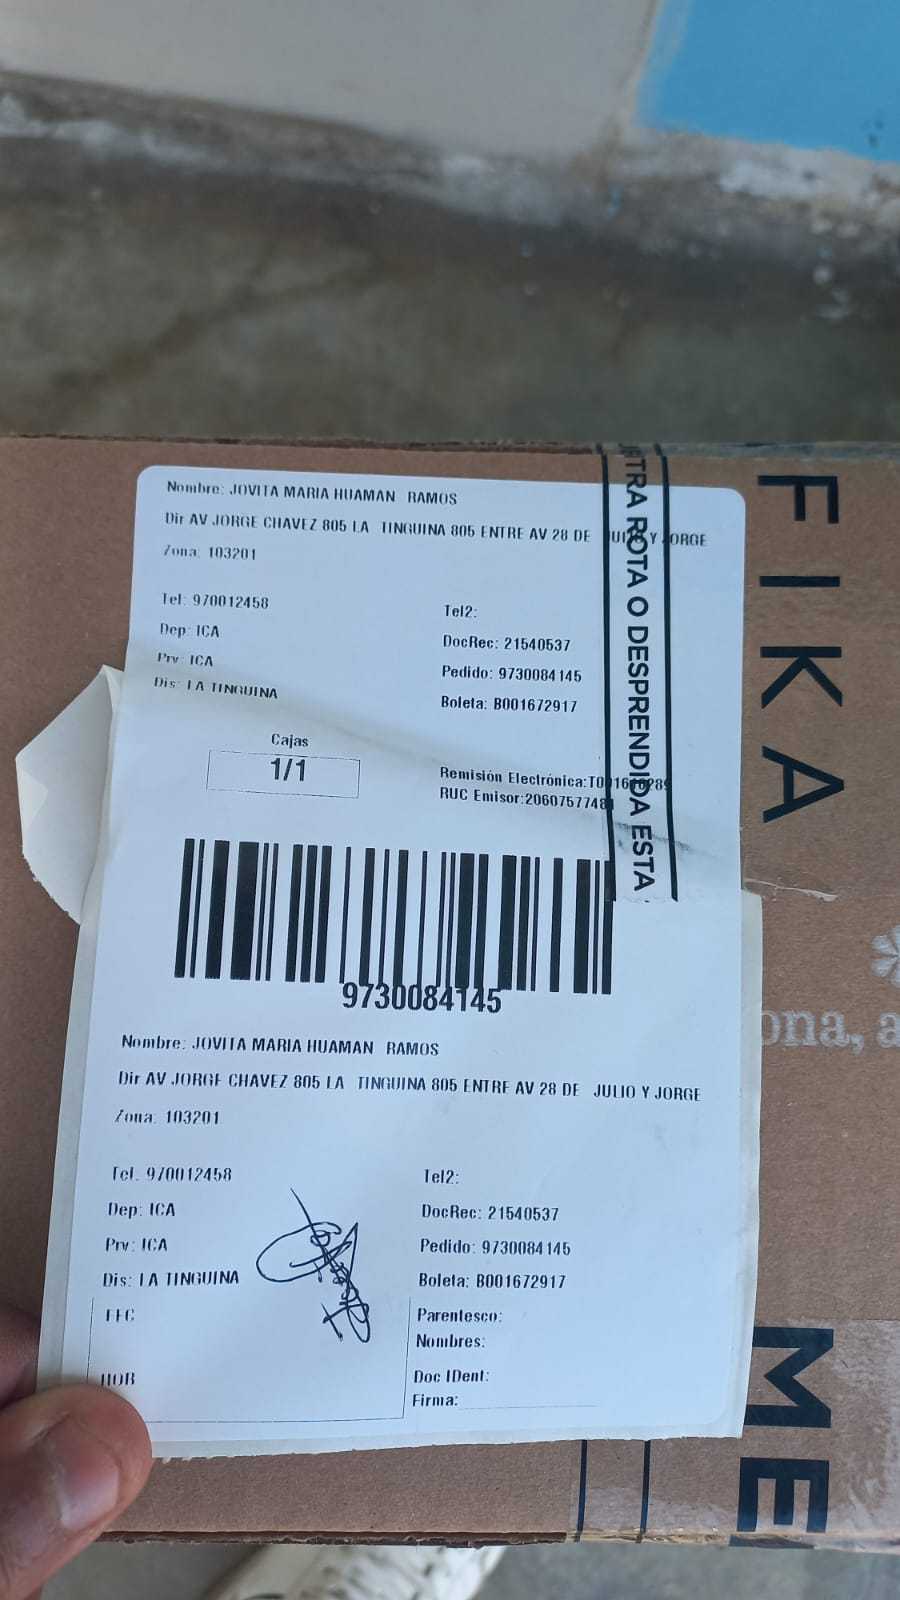 Nombre: JOVITA MARIA HUAMAN RAMOS
Dir AV JORGE CHAVEZ 805 LA TINGUINA 805 ENTRE AV 28 DE JULIO Y JORGE
Zona: 103201
Tel: 970012458
Tel2:
Dep: ICA
DocRec: 21540537
Prv: ICA
Pedido: 9730084145
Dis: LA TINGUINA
Boleta: B001672917
Cajas
1/1
Remisión Electrónica:
RUC Emisor:
TRA ROTA O DESPRENDIDA ESTA
9730084145
Nombre: JOVITA MARIA HUAMAN RAMOS
Dir AV JORGE CHAVEZ 805 LA TINGUINA 805 ENTRE AV 28 DE JULIO Y JORGE
Zona: 103201
Tel: 970012458
Tel2:
Dep: ICA
DocRec: 21540537
Prv: ICA
Pedido: 9730084145
Dis: LA TINGUINA
Boleta: B001672917
FEC
Parentesco:
Nombres:
HOR
Doc IDent:
Firma:
FIKA
ona, a
ME